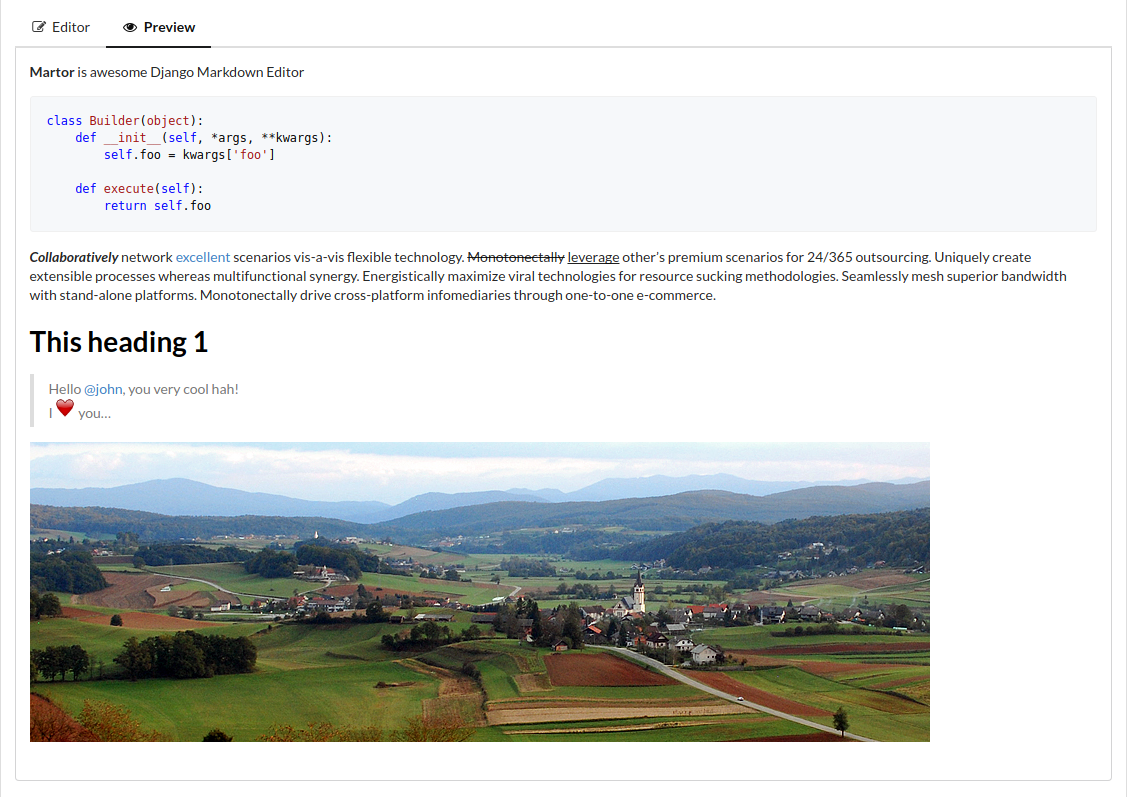 Editor Preview
Martor is awesome Django Markdown Editor
class Builder(object):
    def __init__(self, *args, **kwargs):
        self.foo = kwargs['foo']
    def execute(self):
        return self.foo
Collaboratively network excellent scenarios vis-a-vis flexible technology. Monotonectally leverage other's premium scenarios for 24/365 outsourcing. Uniquely create
extensible processes whereas multifunctional synergy. Energistically maximize viral technologies for resource sucking methodologies. Seamlessly mesh superior bandwidth
with stand-alone platforms. Monotonectally drive cross-platform infomediaries through one-to-one e-commerce.
This heading 1
Hello @john, you very cool hah!
I ❤️ you...